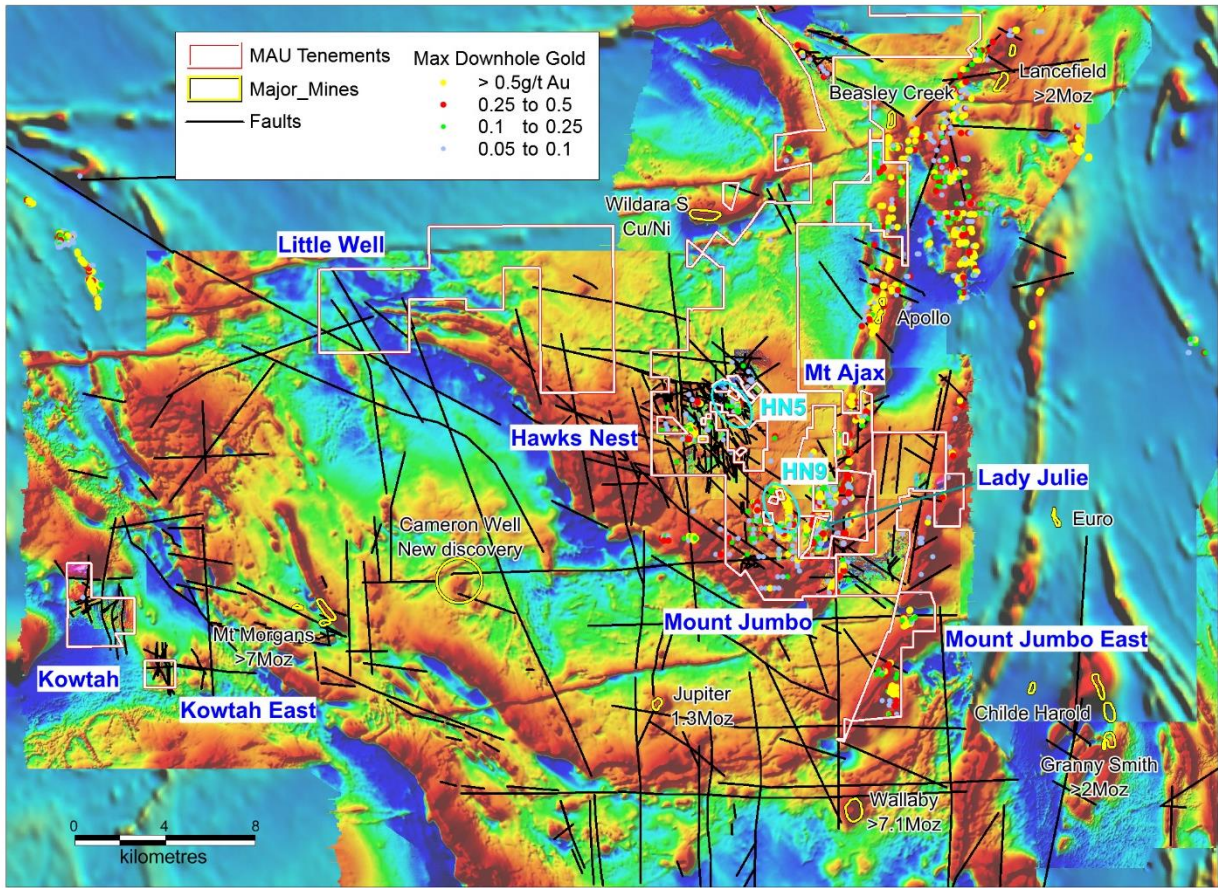 MAU Tenements
Major_Mines
Faults
Max Downhole Gold
> 0.5g/t Au
0.25 to 0.5
0.1 to 0.25
0.05 to 0.1
Lancefield
>2Moz
Beasley Creek
Wildara S
Cu/Ni
Little Well
Apollo
Mt Ajax
HN5
Hawks Nest
HN9
Lady Julie
Euro
Cameron Well
New discovery
Mount Jumbo
Mt Morgans
>7Moz
Mount Jumbo East
Kowtah
Kowtah East
Jupiter
1.3Moz
Childe Harold
Granny Smith
>2Moz
Wallaby
>7.1Moz
0 4 8
kilometres